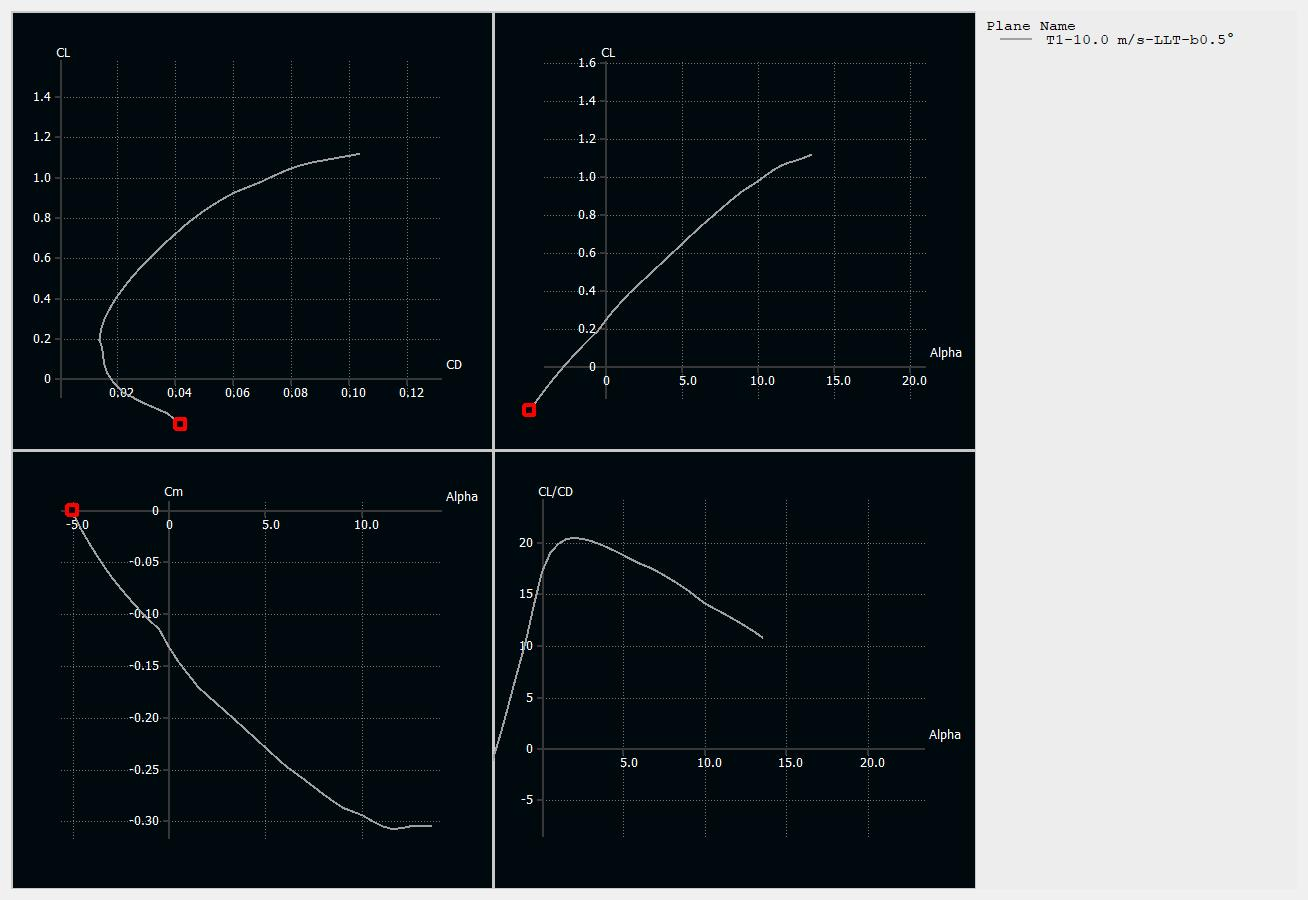 CL
1.4
1.2
1.0
0.8
0.6
0.4
0.2
0
CD
0.02 0.04 0.06 0.08 0.10 0.12
CL
1.6
1.4
1.2
1.0
0.8
0.6
0.4
0.2
0
Alpha
0 5.0 10.0 15.0 20.0
Cm
Alpha
0
-5.0 0 5.0 10.0
-0.05
-0.10
-0.15
-0.20
-0.25
-0.30
CL/CD
20
15
10
5
0
Alpha
5.0 10.0 15.0 20.0
-5
Plane Name
T1-10.0 m/s-LLT-b0.5°